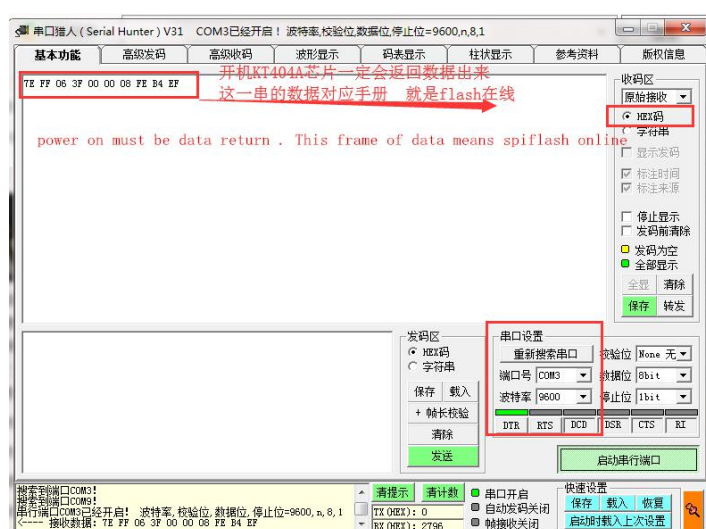 串口猎人 (Serial Hunter) V31 COM3已经开启！波特率,校验位,数据位,停止位=9600,n,8,1
基本功能 高级发码 高级收码 波形显示 码表显示 柱状显示 参考资料 版权信息
开机KT404A芯片一定会返回数据出来
7E FF 06 3F 00 00 08 FE B4 EF
这一串的数据对应手册 就是flash在线
power on must be data return . This frame of data means spiflash online
收码区
原始接收
HEX码
字符串
显示发码
标注时间
标注来源
停止显示
发码前清除
发码为空
全部显示
全显 清除
保存 转发
发码区
HEX码
字符串
保存 载入
+ 帧长校验
清除
发送
串口设置
重新搜索串口 校验位 None 无
端口号 COM3 数据位 8bit
波特率 9600 停止位 1bit
DTR RTS DCD DSR CTS RI
启动串行端口
搜索到端口COM3!
搜索到端口COM9!
串行端口COM3已经开启! 波特率,校验位,数据位,停止位=9600,n,8,1
<---- 接收数据: 7E FF 06 3F 00 00 08 FE B4 EF
清提示 清计数
TX(HEX): 0
RX(HEX): 2796
串口开启
自动发码关闭
帧接收关闭
快速设置
保存 载入 恢复
启动时载入上次设置